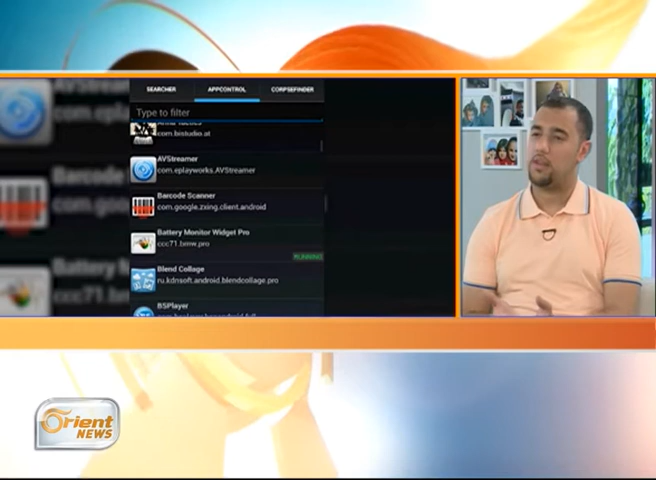 SEARCHER
APPCONTROL
CORPSEFINDER
Type to filter
com.bistudio.at
AVStreamer
com.eplayworks.AVStreamer
Barcode Scanner
com.google.zxing.client.android
Battery Monitor Widget Pro
ccc71.bmw.pro
RUNNING
Blend Collage
ru.kdnsoft.android.blendcollage.pro
BSPlayer
Orient
NEWS